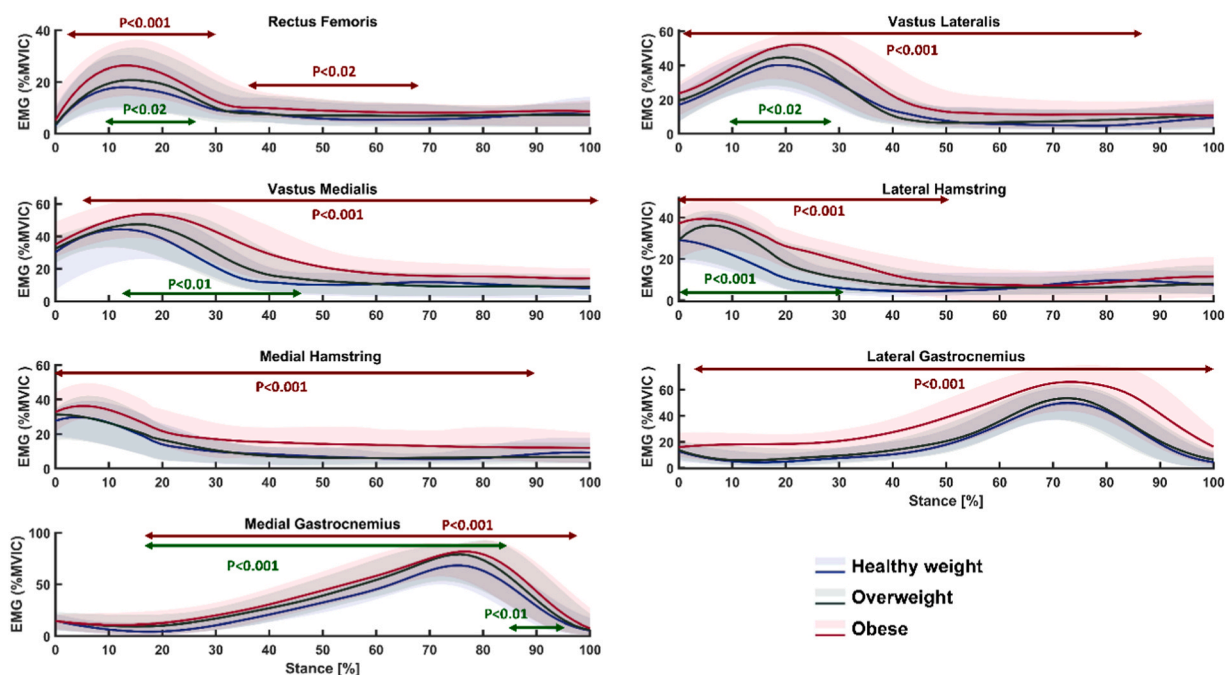 Rectus Femoris
P<0.001
P<0.02
P<0.02
EMG (%MVIC)
40
20
0
0 10 20 30 40 50 60 70 80 90 100
Vastus Lateralis
P<0.001
P<0.02
EMG (%MVIC )
60
40
20
0
0 10 20 30 40 50 60 70 80 90 100
Vastus Medialis
P<0.001
P<0.01
EMG (%MVIC)
60
40
20
0
0 10 20 30 40 50 60 70 80 90 100
Lateral Hamstring
P<0.001
P<0.001
EMG (%MVIC )
40
20
0
0 10 20 30 40 50 60 70 80 90 100
Medial Hamstring
P<0.001
EMG (%MVIC )
60
40
20
0
0 10 20 30 40 50 60 70 80 90 100
Lateral Gastrocnemius
P<0.001
EMG (%MVIC )
60
40
20
0
0 10 20 30 40 50 60 70 80 90 100
Stance [%]
Medial Gastrocnemius
P<0.001
P<0.001
P<0.01
EMG (%MVIC)
100
50
0
0 10 20 30 40 50 60 70 80 90 100
Stance [%]
Healthy weight
Overweight
Obese